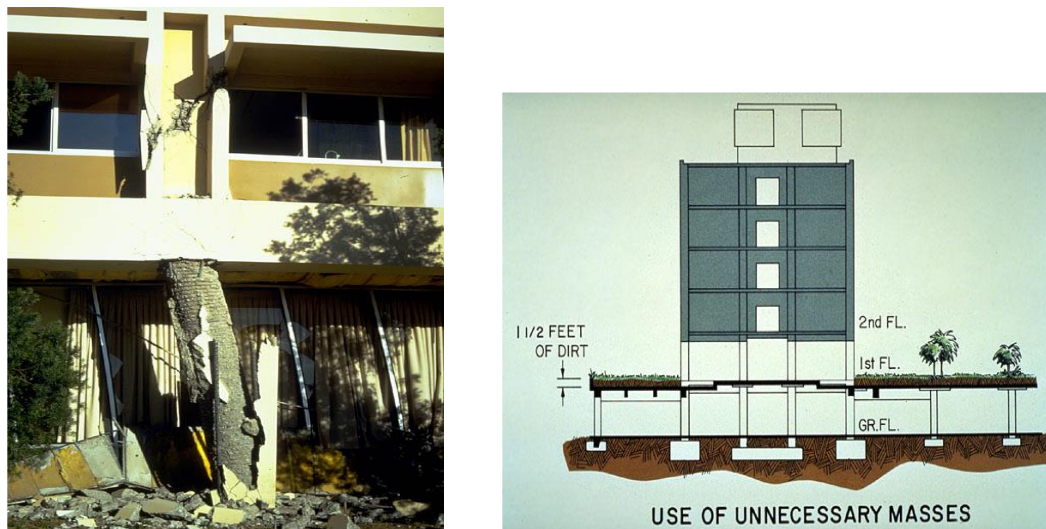 2nd FL.
1 1/2 FEET
OF DIRT
1st FL.
GR.FL.
USE OF UNNECESSARY MASSES